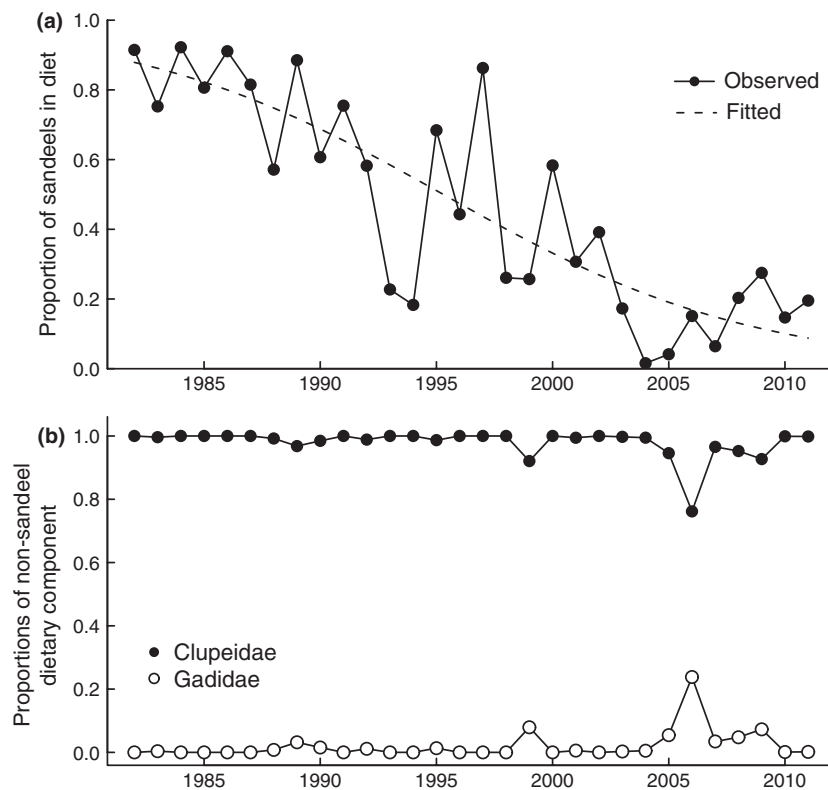 (a)
Proportion of sandeels in diet
1.0
0.8
0.6
0.4
0.2
0.0
Observed
Fitted
1985 1990 1995 2000 2005 2010
(b)
Proportions of non-sandeel
dietary component
1.0
0.8
0.6
0.4
0.2
0.0
Clupeidae
Gadidae
1985 1990 1995 2000 2005 2010